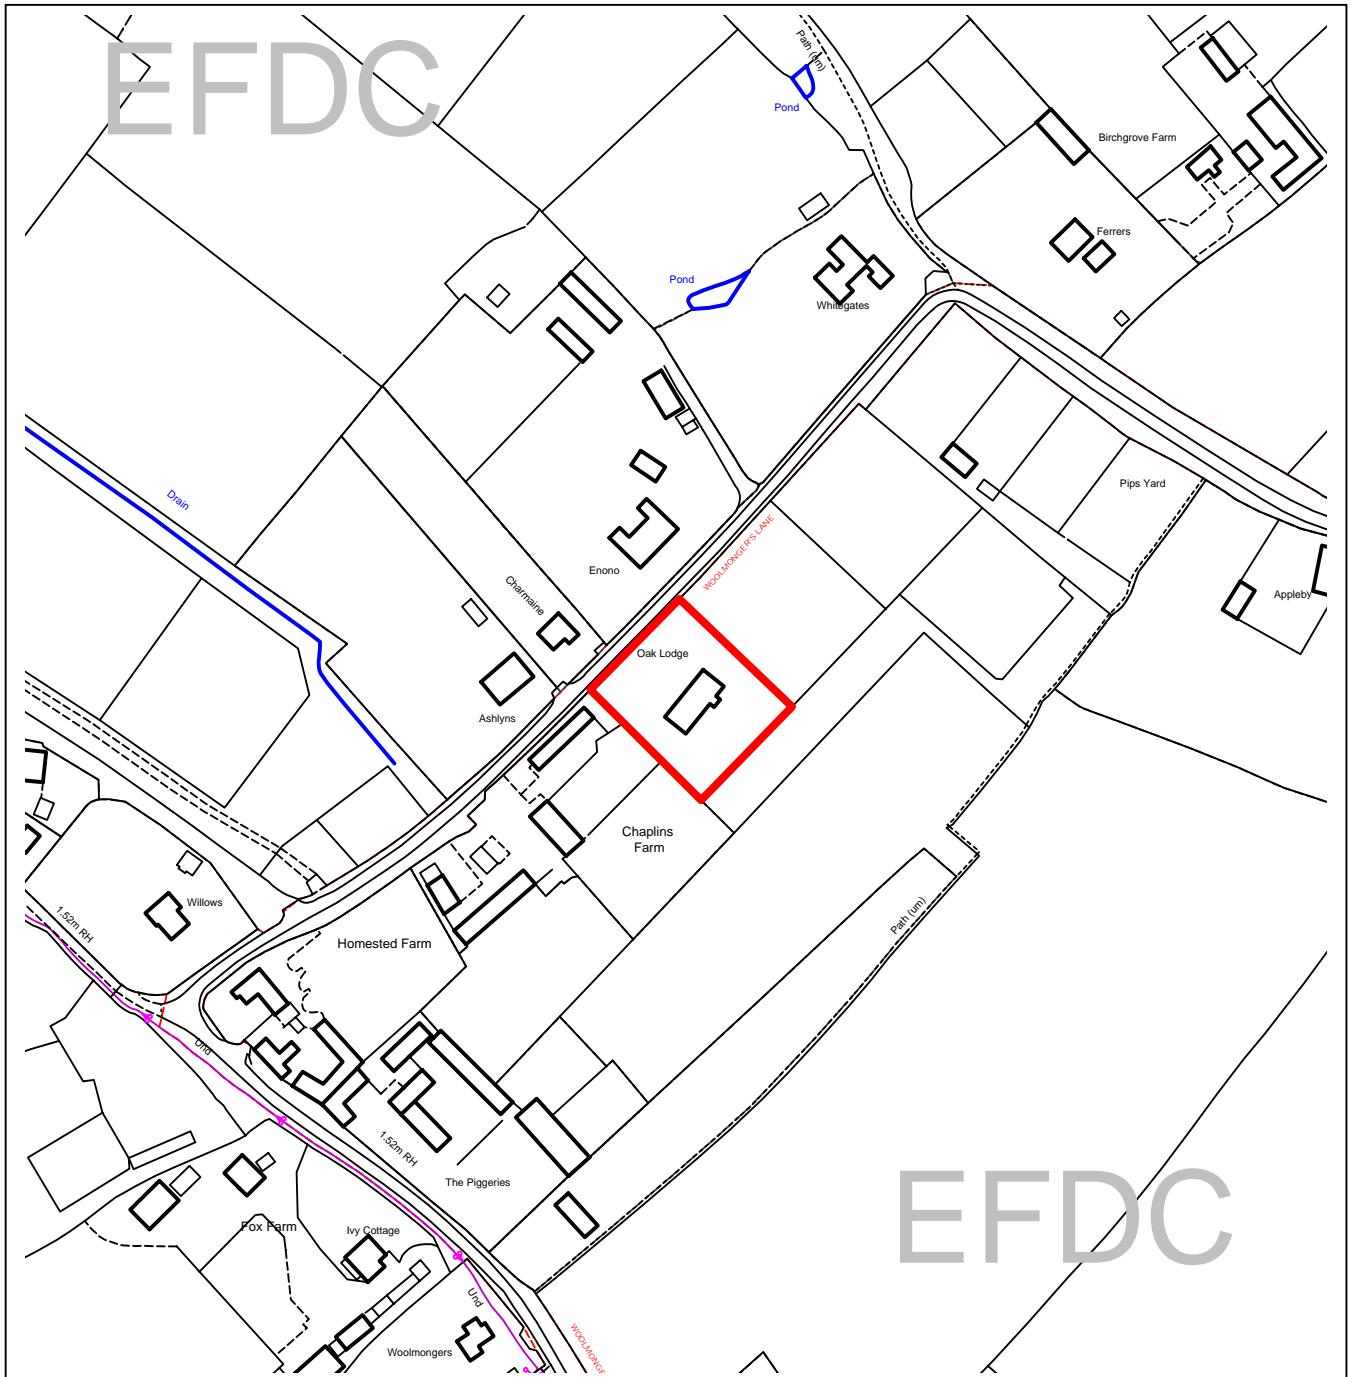 EFDC
Path (um)
Pond
Birchgrove Farm
Ferrers
Pond
Whitegates
Drain
Pips Yard
WOOLMONGER'S LANE
Enono
Charmaine
Appleby
Oak Lodge
Ashlyns
Chaplins
Farm
Willows
1.52m RH
Path (um)
Homested Farm
Und
1.52m RH
The Piggeries
EFDC
Fox Farm
Ivy Cottage
Und
Woolmongers
WOOLMONGE